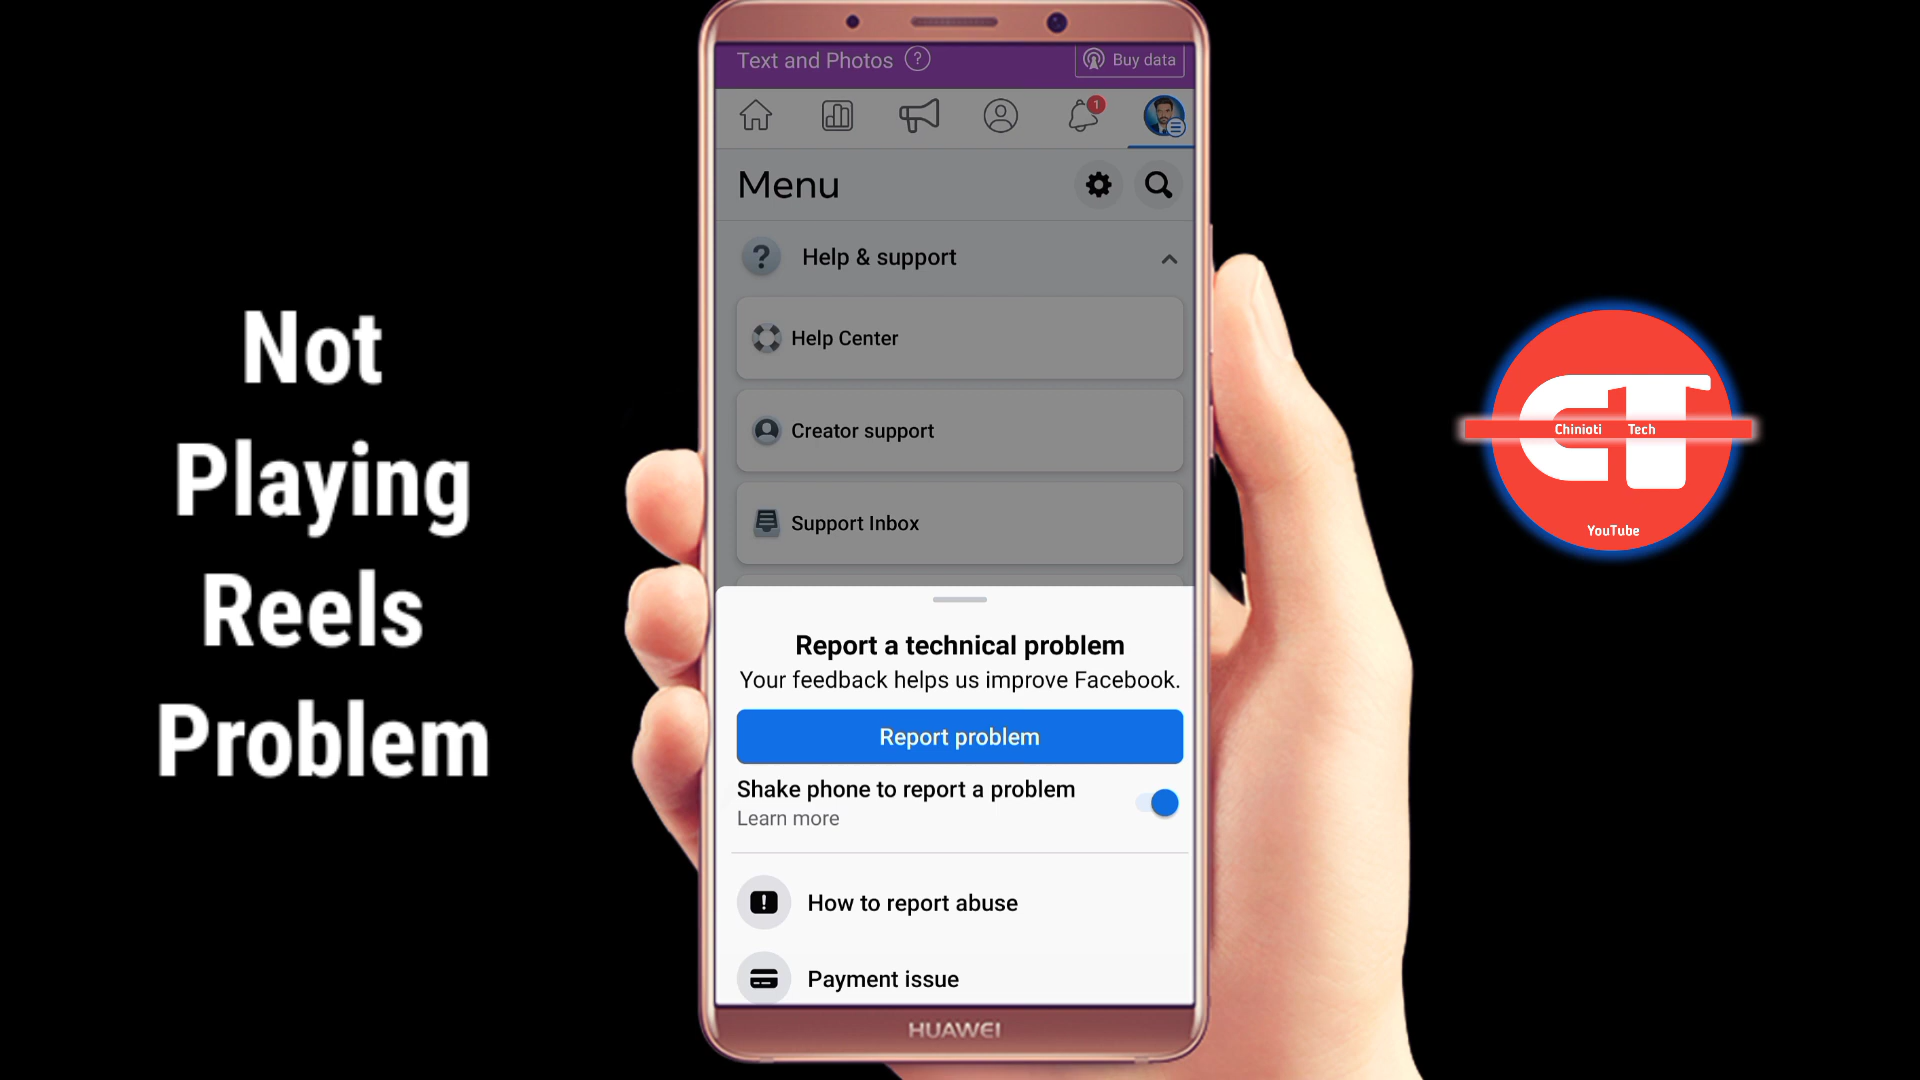 Not
Playing
Reels
Problem
Text and Photos ?
Buy data
1
Menu
? Help & support
Help Center
Creator support
Support Inbox
Report a technical problem
Your feedback helps us improve Facebook.
Report problem
Shake phone to report a problem
Learn more
! How to report abuse
Payment issue
HUAWEI
CT
Chinioti Tech
YouTube